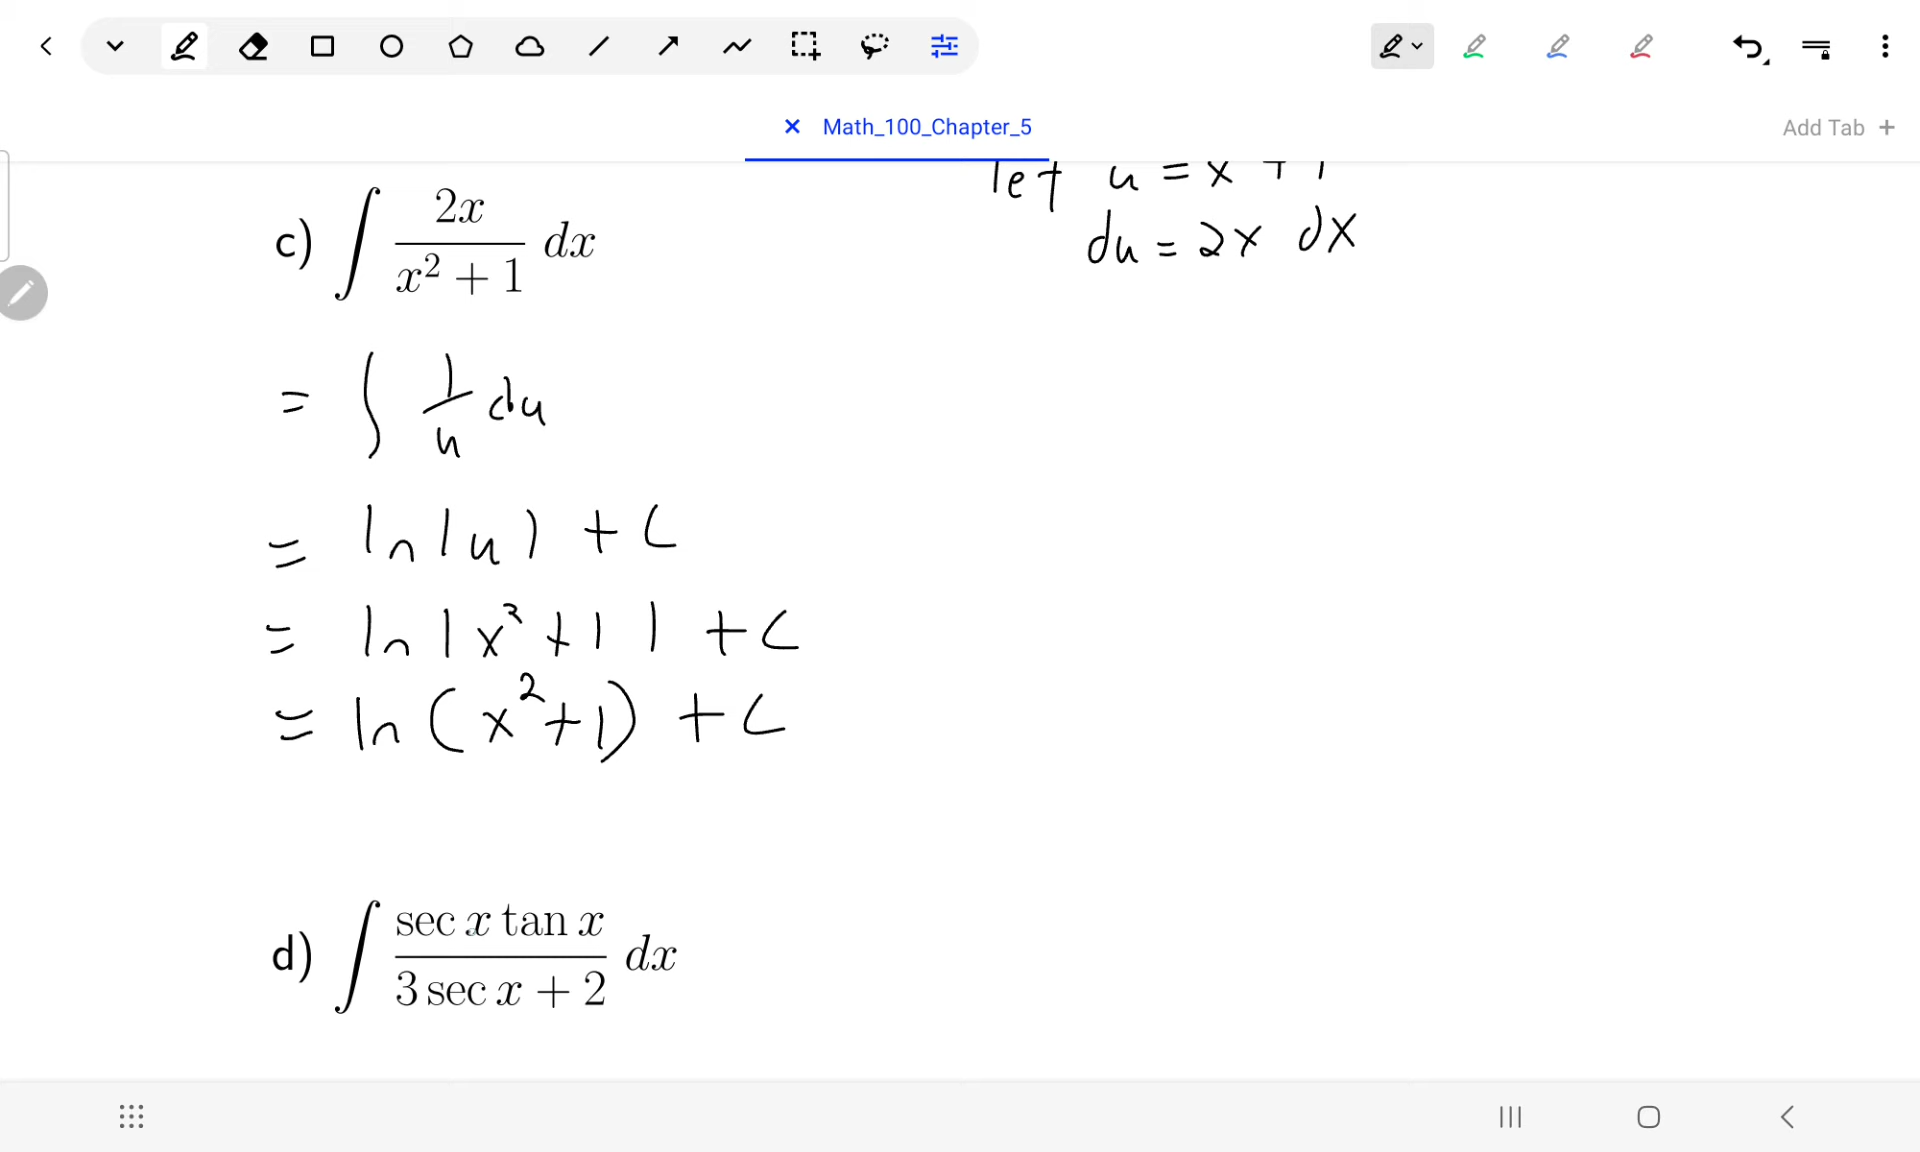 Math_100_Chapter_5
Add Tab +
let u = x + 1
c) ∫ 2x / (x² + 1) dx
du = 2x dx
= ∫ 1/u du
= ln|u| + C
= ln|x² + 1| + C
= ln(x² + 1) + C
d) ∫ (sec x tan x) / (3 sec x + 2) dx